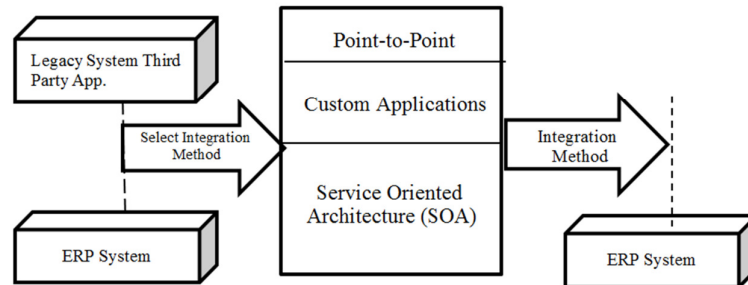 Legacy System Third
Party App.
ERP System
Select Integration
Method
Point-to-Point
Custom Applications
Service Oriented
Architecture (SOA)
Integration
Method
ERP System